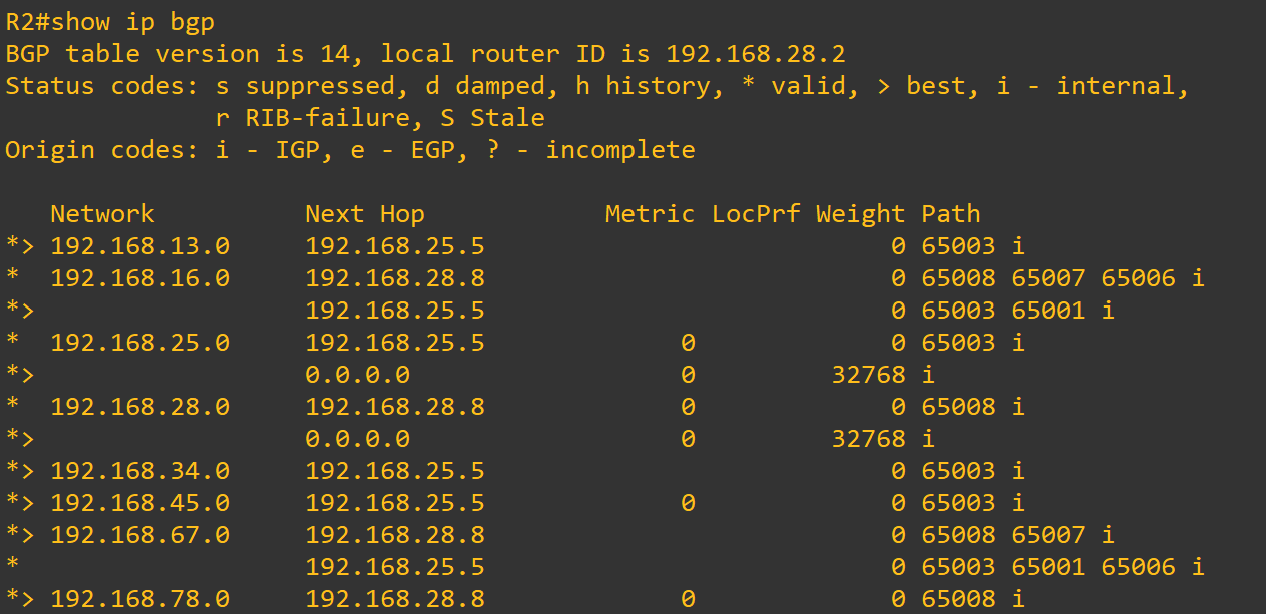 R2#show ip bgp
BGP table version is 14, local router ID is 192.168.28.2
Status codes: s suppressed, d damped, h history, * valid, > best, i - internal,
              r RIB-failure, S Stale
Origin codes: i - IGP, e - EGP, ? - incomplete

   Network          Next Hop            Metric LocPrf Weight Path
*> 192.168.13.0     192.168.25.5                           0 65003 i
*  192.168.16.0     192.168.28.8                           0 65008 65007 65006 i
*>                  192.168.25.5                           0 65003 65001 i
*  192.168.25.0     192.168.25.5             0             0 65003 i
*>                  0.0.0.0                  0         32768 i
*  192.168.28.0     192.168.28.8             0             0 65008 i
*>                  0.0.0.0                  0         32768 i
*> 192.168.34.0     192.168.25.5                           0 65003 i
*> 192.168.45.0     192.168.25.5             0             0 65003 i
*> 192.168.67.0     192.168.28.8                           0 65008 65007 i
*                   192.168.25.5                           0 65003 65001 65006 i
*> 192.168.78.0     192.168.28.8             0             0 65008 i